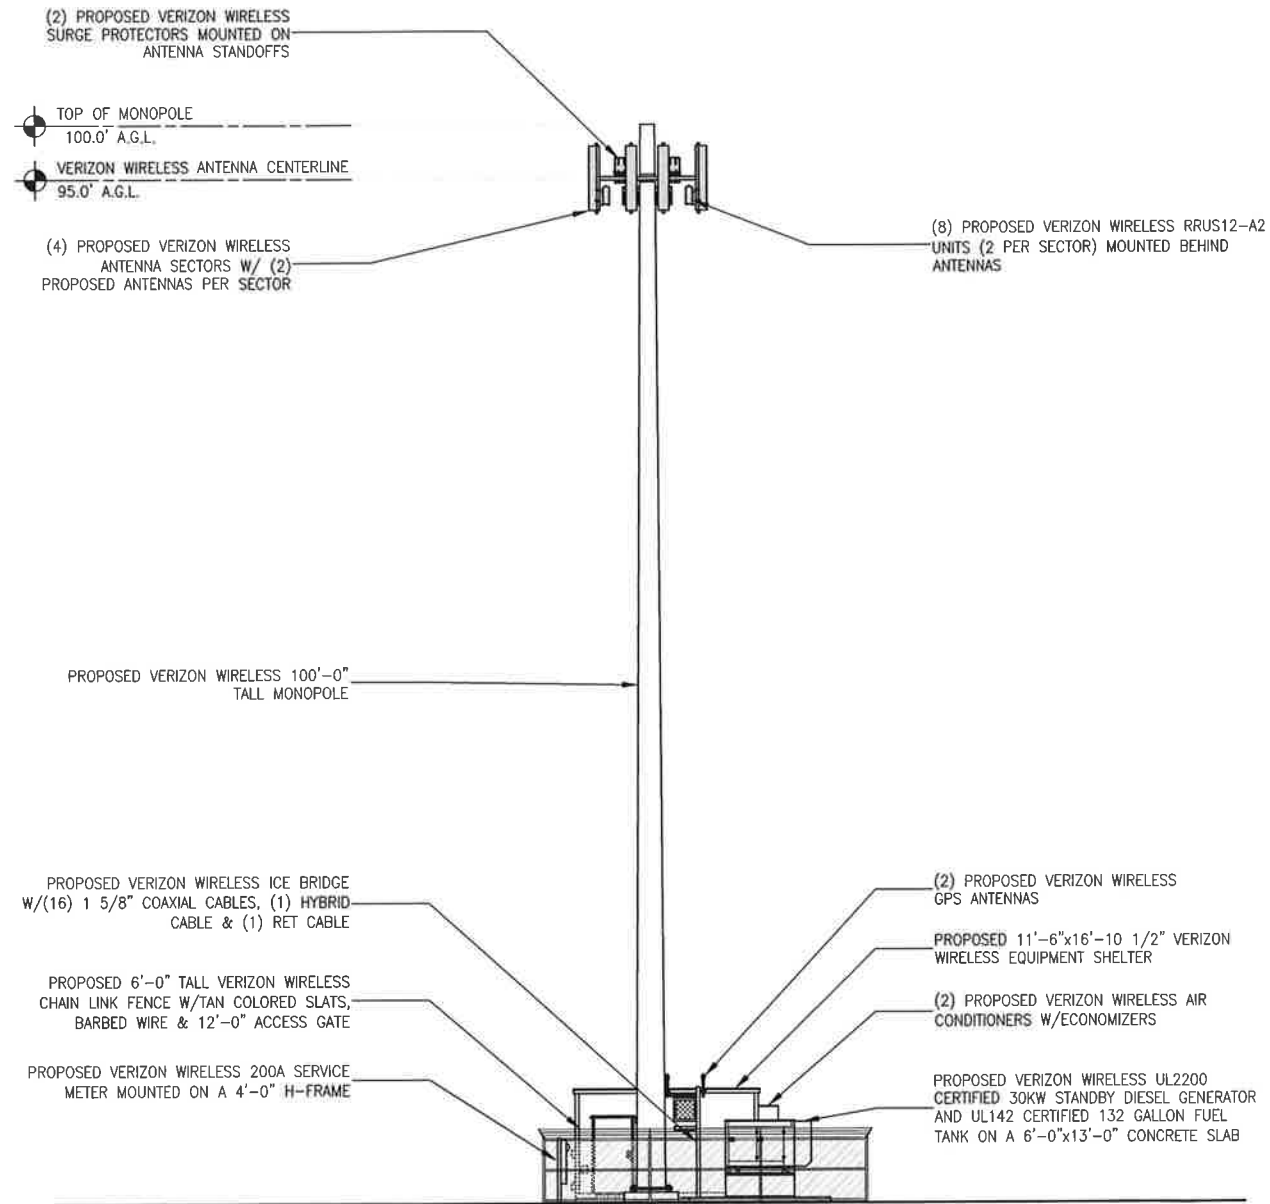 (2) PROPOSED VERIZON WIRELESS
SURGE PROTECTORS MOUNTED ON
ANTENNA STANDOFFS
TOP OF MONOPOLE
100.0' A.G.L.
VERIZON WIRELESS ANTENNA CENTERLINE
95.0' A.G.L.
(4) PROPOSED VERIZON WIRELESS
ANTENNA SECTORS W/ (2)
PROPOSED ANTENNAS PER SECTOR
(8) PROPOSED VERIZON WIRELESS RRUS12-A2
UNITS (2 PER SECTOR) MOUNTED BEHIND
ANTENNAS
PROPOSED VERIZON WIRELESS 100'-0"
TALL MONOPOLE
PROPOSED VERIZON WIRELESS ICE BRIDGE
W/(16) 1 5/8" COAXIAL CABLES, (1) HYBRID
CABLE & (1) RET CABLE
PROPOSED 6'-0" TALL VERIZON WIRELESS
CHAIN LINK FENCE W/TAN COLORED SLATS,
BARBED WIRE & 12'-0" ACCESS GATE
PROPOSED VERIZON WIRELESS 200A SERVICE
METER MOUNTED ON A 4'-0" H-FRAME
(2) PROPOSED VERIZON WIRELESS
GPS ANTENNAS
PROPOSED 11'-6"x16'-10 1/2" VERIZON
WIRELESS EQUIPMENT SHELTER
(2) PROPOSED VERIZON WIRELESS AIR
CONDITIONERS W/ECONOMIZERS
PROPOSED VERIZON WIRELESS UL2200
CERTIFIED 30KW STANDBY DIESEL GENERATOR
AND UL142 CERTIFIED 132 GALLON FUEL
TANK ON A 6'-0"x13'-0" CONCRETE SLAB